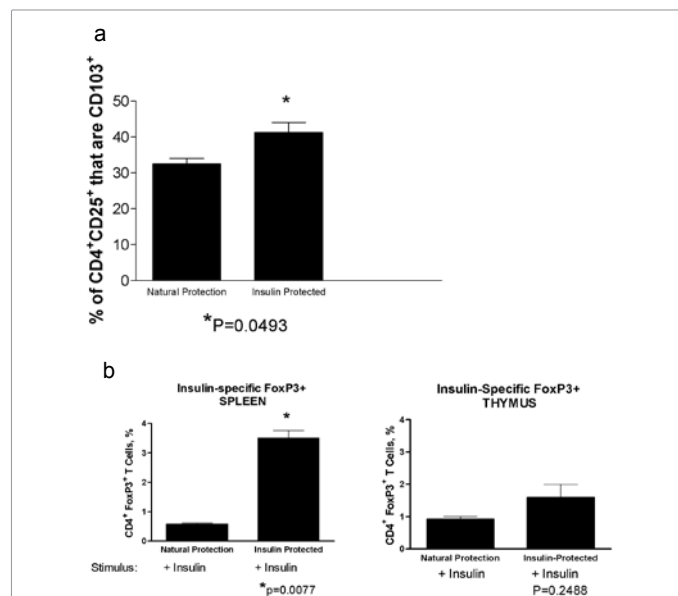 a
% of CD4⁺CD25⁺ that are CD103⁺
50
40
30
20
10
0
*
Natural Protection Insulin Protected
*P=0.0493
b
Insulin-specific FoxP3+
SPLEEN
CD4⁺ FoxP3⁺ T Cells, %
4
3
2
1
0
*
Natural Protection Insulin Protected
Stimulus: + Insulin + Insulin
*p=0.0077
Insulin-Specific FoxP3+
THYMUS
CD4⁺ FoxP3⁺ T Cells, %
4
3
2
1
0
Natural Protection Insulin-Protected
+ Insulin + Insulin
P=0.2488